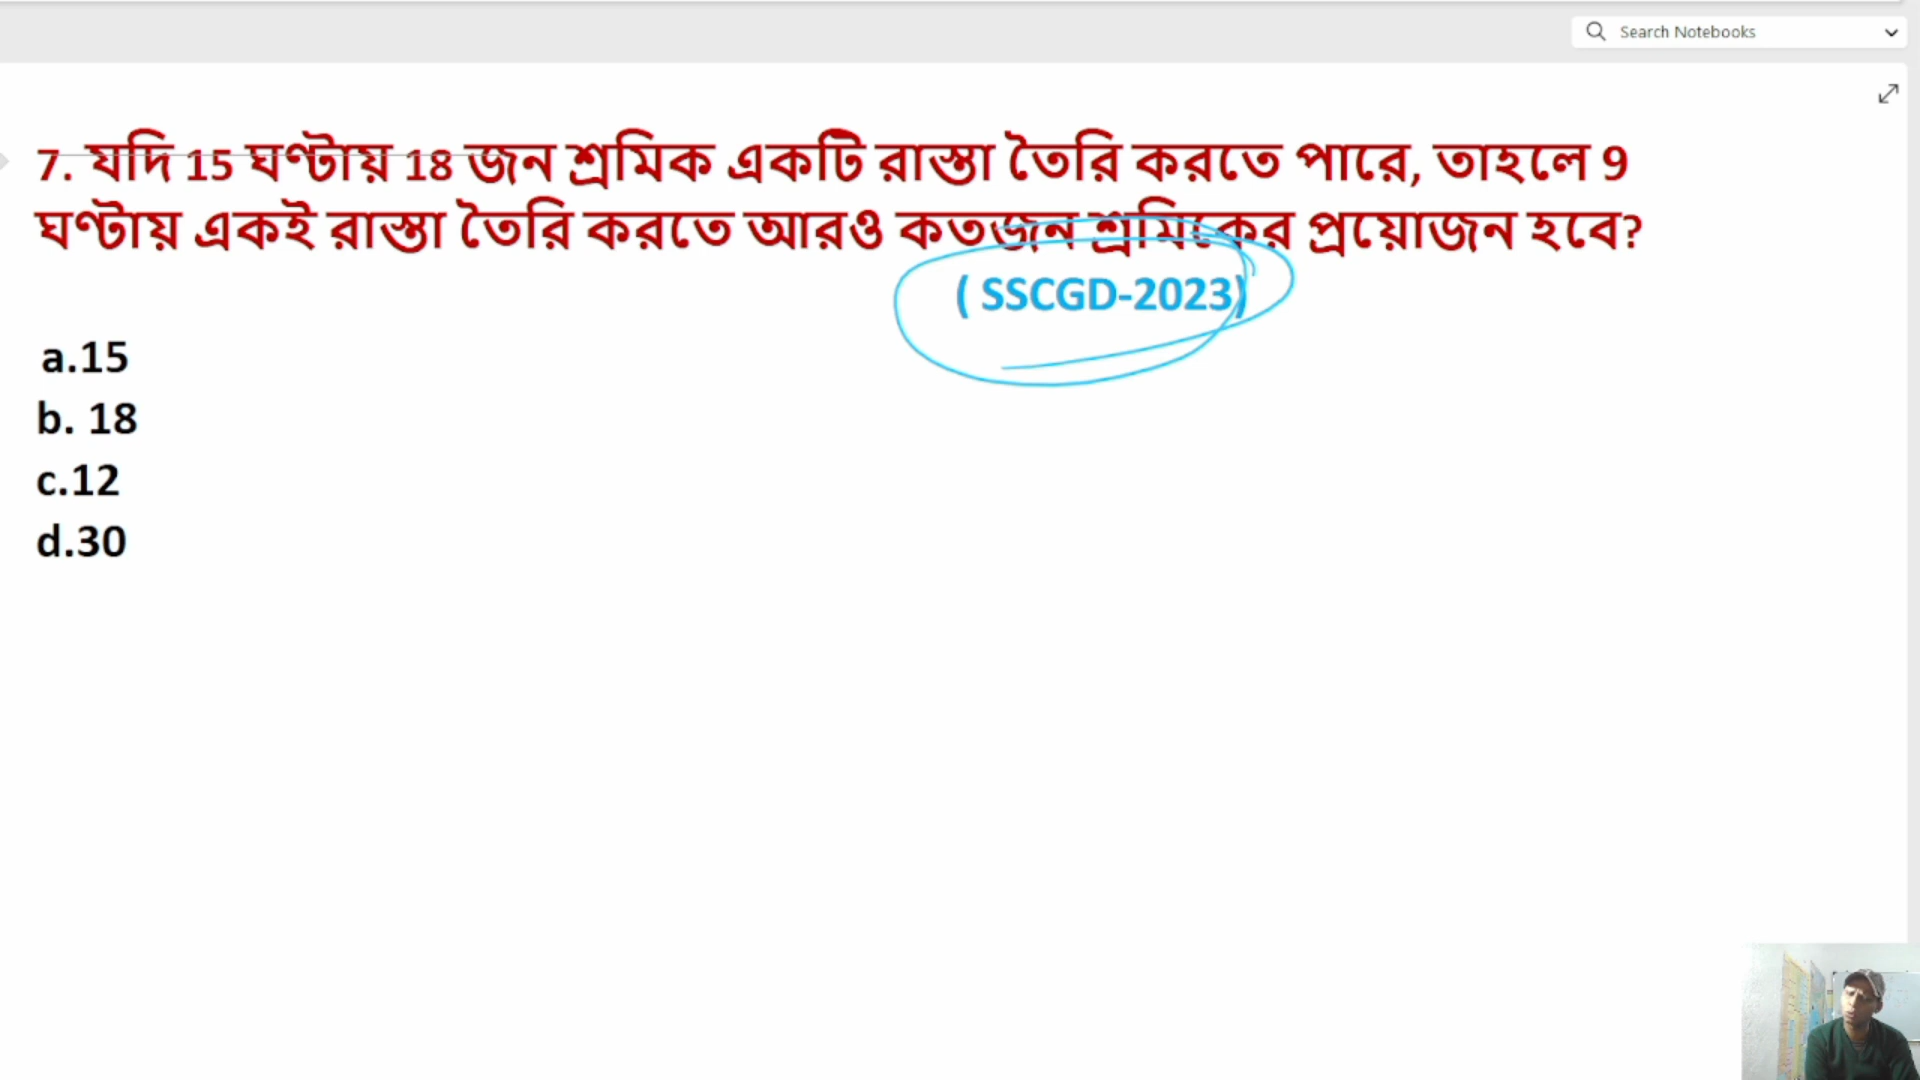 Search Notebooks
7. যদি 15 ঘণ্টায় 18 জন শ্রমিক একটি রাস্তা তৈরি করতে পারে, তাহলে 9
ঘণ্টায় একই রাস্তা তৈরি করতে আরও কতজন শ্রমিকের প্রয়োজন হবে?
( SSCGD-2023)
a.15
b. 18
c.12
d.30